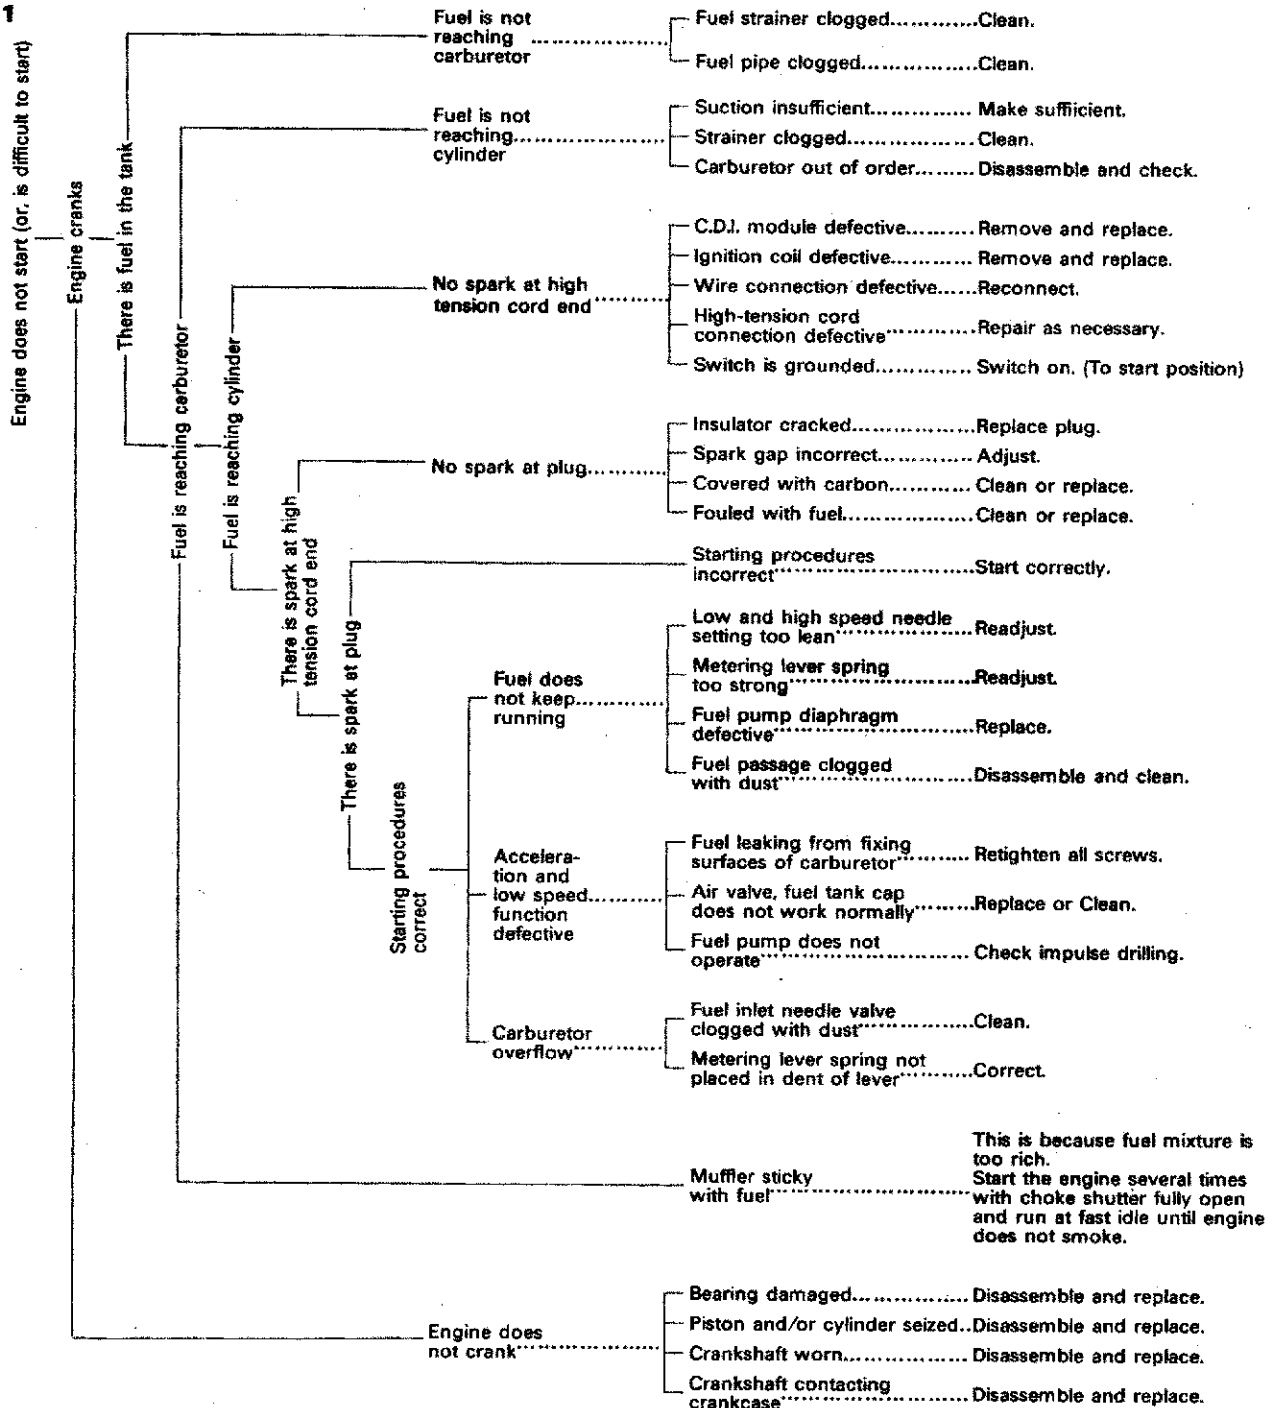 1
Engine does not start (or, is difficult to start)
Engine cranks
There is fuel in the tank
Fuel is reaching carburetor
Fuel is reaching cylinder
There is spark at high
tension cord end
There is spark at plug
Starting procedures
correct
Fuel is not
reaching
carburetor
Fuel strainer clogged.............Clean.
Fuel pipe clogged.................Clean.
Fuel is not
reaching
cylinder
Suction insufficient............... Make suffiicient.
Strainer clogged................... Clean.
Carburetor out of order......... Disassemble and check.
No spark at high
tension cord end
C.D.I. module defective.......... Remove and replace.
Ignition coil defective............ Remove and replace.
Wire connection defective......Reconnect.
High-tension cord
connection defective............. Repair as necessary.
Switch is grounded.............. Switch on. (To start position)
No spark at plug
Insulator cracked..................Replace plug.
Spark gap incorrect.............. Adjust.
Covered with carbon............ Clean or replace.
Fouled with fuel...................Clean or replace.
Starting procedures
incorrect.............................Start correctly.
Fuel does
not keep
running
Low and high speed needle
setting too lean....................Readjust.
Metering lever spring
too strong...........................Readjust.
Fuel pump diaphragm
defective.............................Replace.
Fuel passage clogged
with dust............................Disassemble and clean.
Accelera-
tion and
low speed
function
defective
Fuel leaking from fixing
surfaces of carburetor.......... Retighten all screws.
Air valve, fuel tank cap
does not work normally........Replace or Clean.
Fuel pump does not
operate.............................. Check impulse drilling.
Carburetor
overflow
Fuel inlet needle valve
clogged with dust................Clean.
Metering lever spring not
placed in dent of lever..........Correct.
Muffler sticky
with fuel
This is because fuel mixture is
too rich.
Start the engine several times
with choke shutter fully open
and run at fast idle until engine
does not smoke.
Engine does
not crank
Bearing damaged................. Disassemble and replace.
Piston and/or cylinder seized..Disassemble and replace.
Crankshaft worn.................. Disassemble and replace.
Crankshaft contacting
crankcase........................... Disassemble and replace.